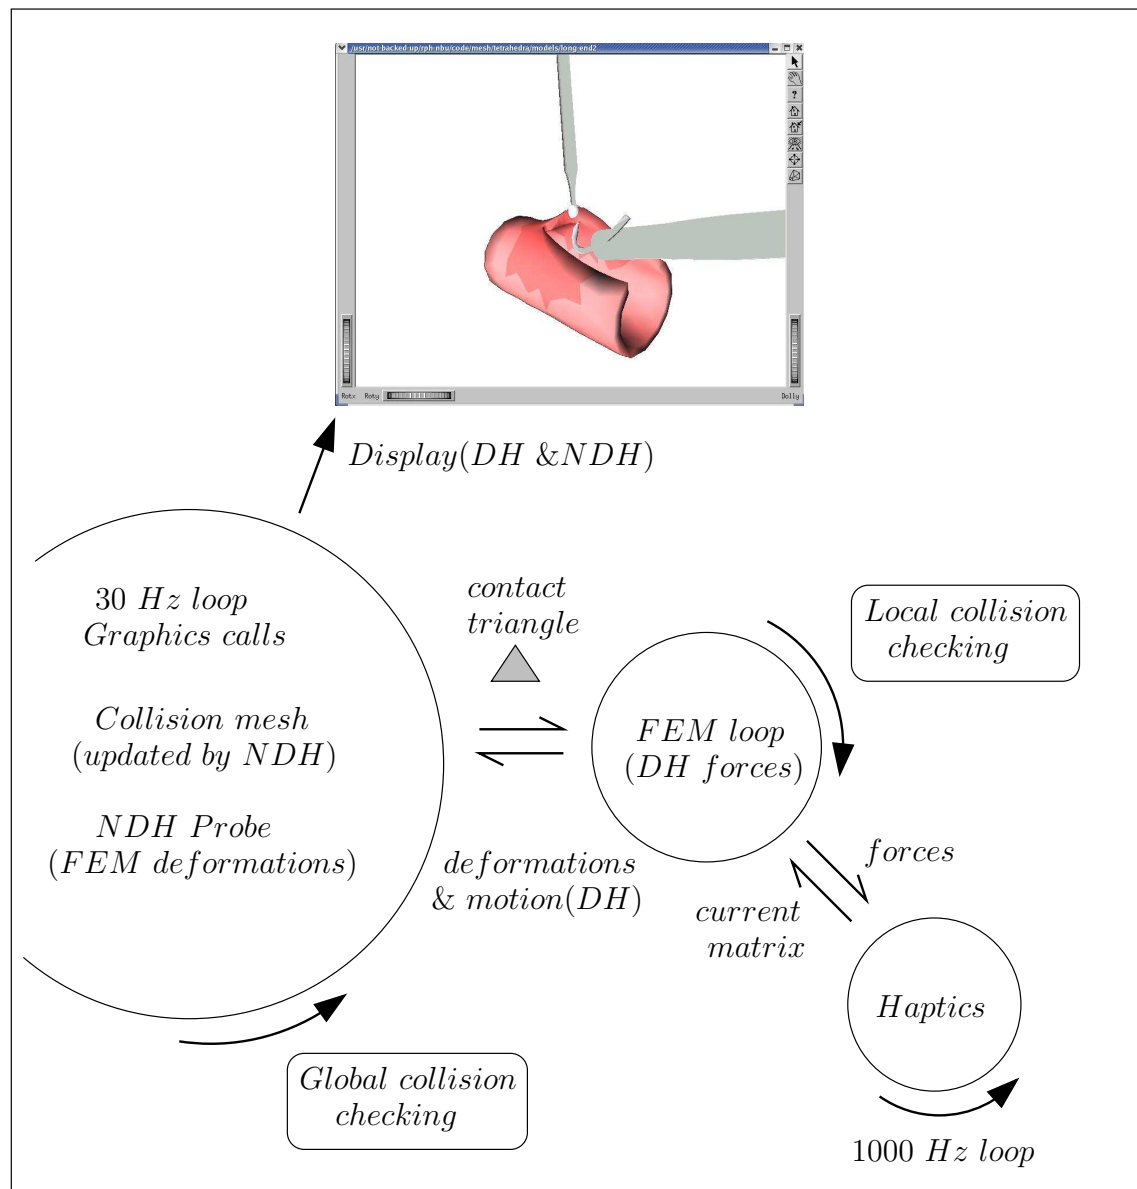 /usr/not-backed-up/rph-nbu/code/mesh/tetrahedra/models/long-end2
?
Rotx Roty Dolly
Display(DH &NDH)
30 Hz loop
Graphics calls
Collision mesh
(updated by NDH)
NDH Probe
(FEM deformations)
contact
triangle
deformations
& motion(DH)
FEM loop
(DH forces)
Local collision
checking
forces
current
matrix
Haptics
1000 Hz loop
Global collision
checking